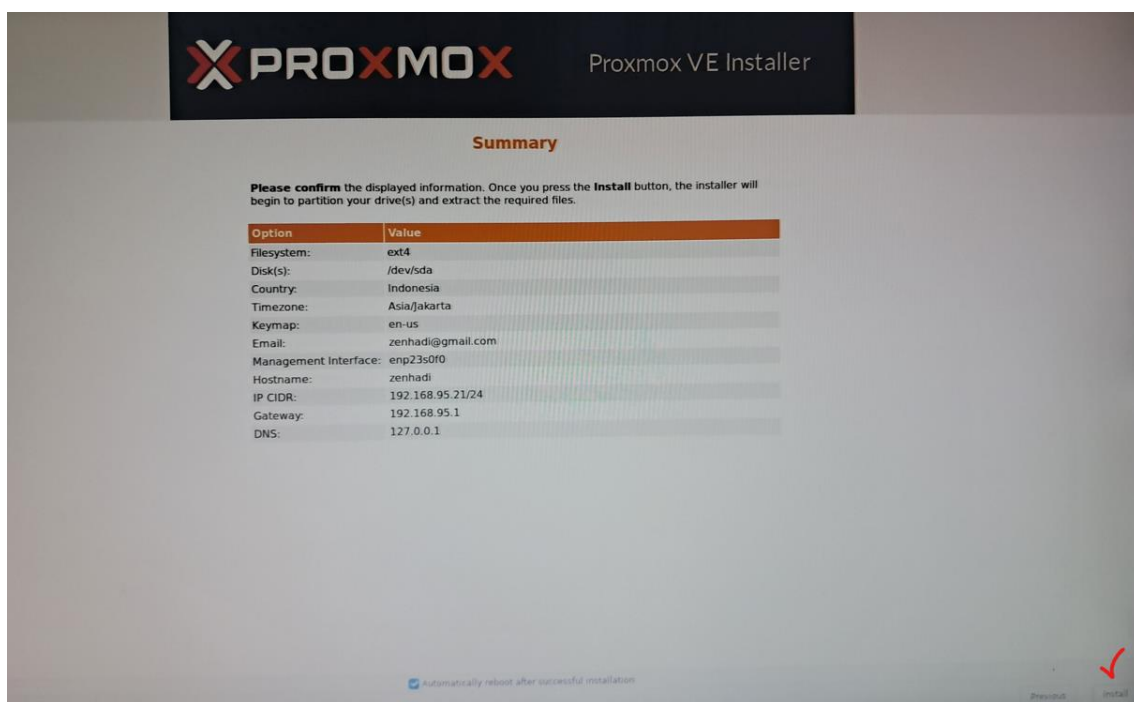 PROXMOX Proxmox VE Installer
Summary
Please confirm the displayed information. Once you press the Install button, the installer will
begin to partition your drive(s) and extract the required files.
Option Value
Filesystem: ext4
Disk(s): /dev/sda
Country: Indonesia
Timezone: Asia/Jakarta
Keymap: en-us
Email: zenhadi@gmail.com
Management Interface: enp23s0f0
Hostname: zenhadi
IP CIDR: 192.168.95.21/24
Gateway: 192.168.95.1
DNS: 127.0.0.1
Automatically reboot after successful installation
Previous Install